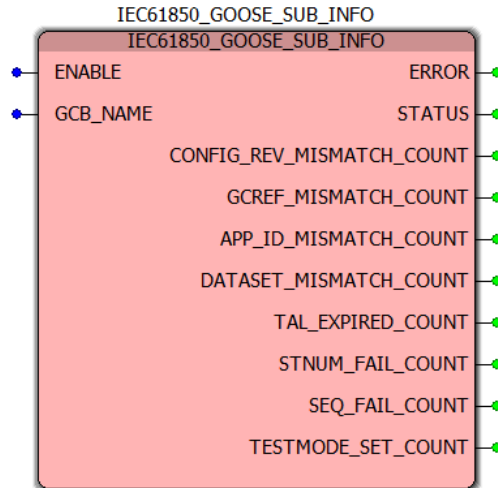 IEC61850_GOOSE_SUB_INFO
IEC61850_GOOSE_SUB_INFO
ENABLE ERROR
GCB_NAME STATUS
CONFIG_REV_MISMATCH_COUNT
GCREF_MISMATCH_COUNT
APP_ID_MISMATCH_COUNT
DATASET_MISMATCH_COUNT
TAL_EXPIRED_COUNT
STNUM_FAIL_COUNT
SEQ_FAIL_COUNT
TESTMODE_SET_COUNT